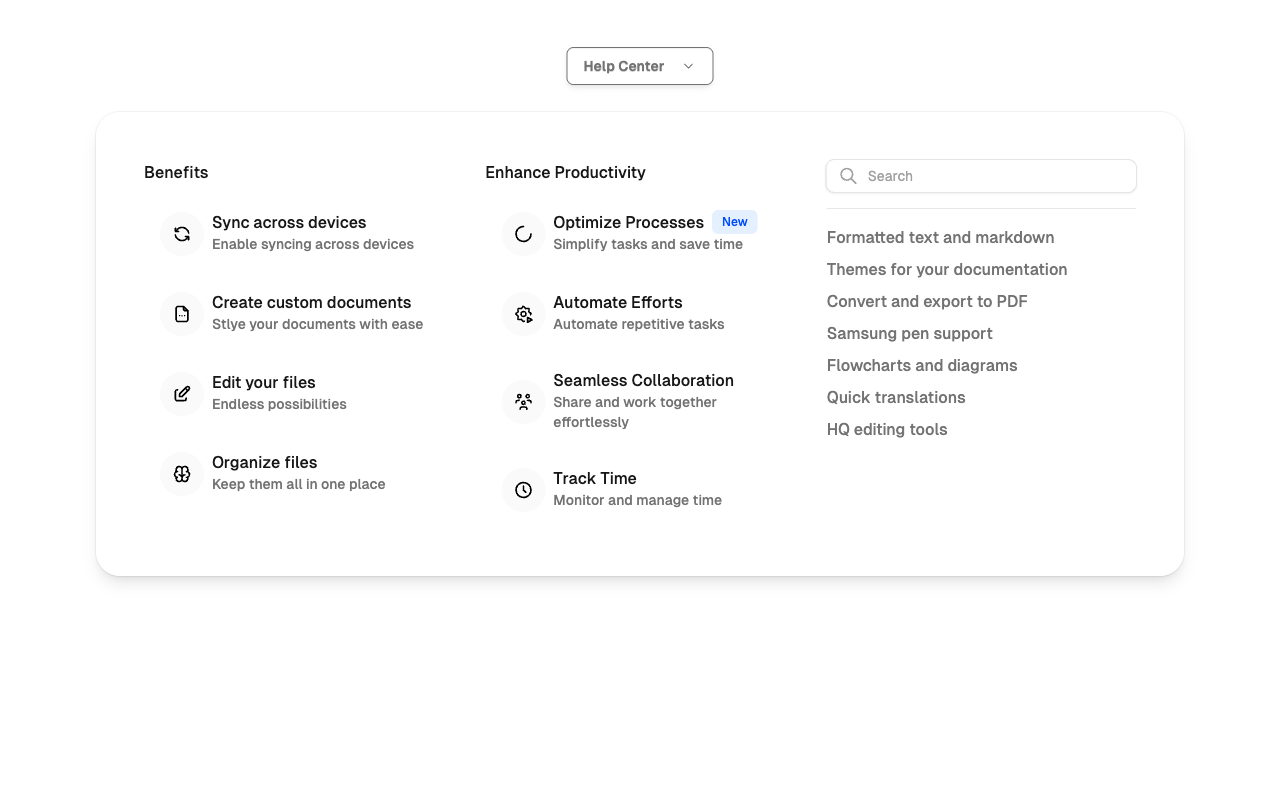 Help Center
Benefits
Sync across devices
Enable syncing across devices
Create custom documents
Stlye your documents with ease
Edit your files
Endless possibilities
Organize files
Keep them all in one place
Enhance Productivity
Optimize Processes New
Simplify tasks and save time
Automate Efforts
Automate repetitive tasks
Seamless Collaboration
Share and work together
effortlessly
Track Time
Monitor and manage time
Search
Formatted text and markdown
Themes for your documentation
Convert and export to PDF
Samsung pen support
Flowcharts and diagrams
Quick translations
HQ editing tools